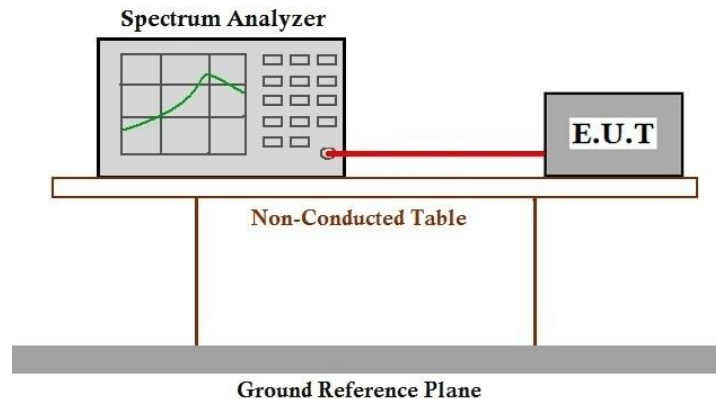 Spectrum Analyzer
E.U.T
Non-Conducted Table
Ground Reference Plane